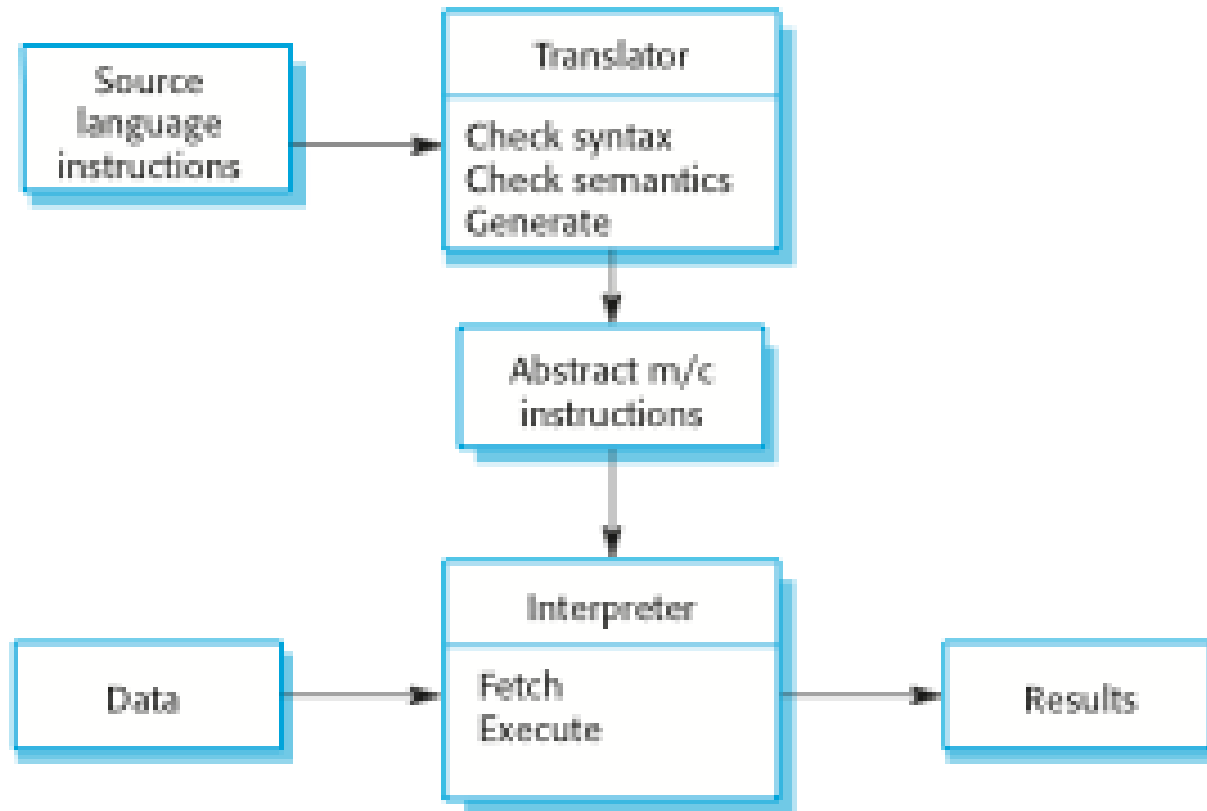 Source
language
instructions
Translator
Check syntax
Check semantics
Generate
Abstract m/c
instructions
Interpreter
Data
Fetch
Execute
Results